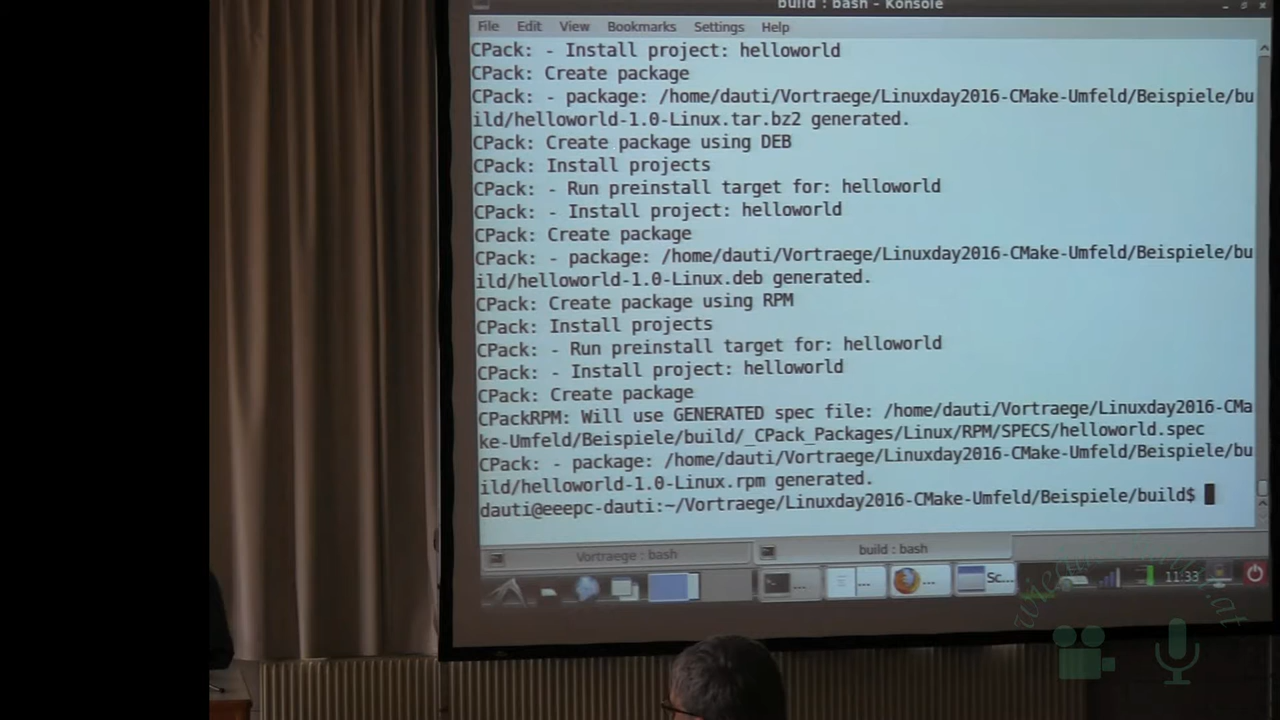 build : bash - Konsole
File Edit View Bookmarks Settings Help
CPack: - Install project: helloworld
CPack: Create package
CPack: - package: /home/dauti/Vortraege/Linuxday2016-CMake-Umfeld/Beispiele/bu
ild/helloworld-1.0-Linux.tar.bz2 generated.
CPack: Create package using DEB
CPack: Install projects
CPack: - Run preinstall target for: helloworld
CPack: - Install project: helloworld
CPack: Create package
CPack: - package: /home/dauti/Vortraege/Linuxday2016-CMake-Umfeld/Beispiele/bu
ild/helloworld-1.0-Linux.deb generated.
CPack: Create package using RPM
CPack: Install projects
CPack: - Run preinstall target for: helloworld
CPack: - Install project: helloworld
CPack: Create package
CPackRPM: Will use GENERATED spec file: /home/dauti/Vortraege/Linuxday2016-CMa
ke-Umfeld/Beispiele/build/_CPack_Packages/Linux/RPM/SPECS/helloworld.spec
CPack: - package: /home/dauti/Vortraege/Linuxday2016-CMake-Umfeld/Beispiele/bu
ild/helloworld-1.0-Linux.rpm generated.
dauti@eeepc-dauti:~/Vortraege/Linuxday2016-CMake-Umfeld/Beispiele/build$
Vortraege : bash build : bash
... ... ... Sc... 11:33